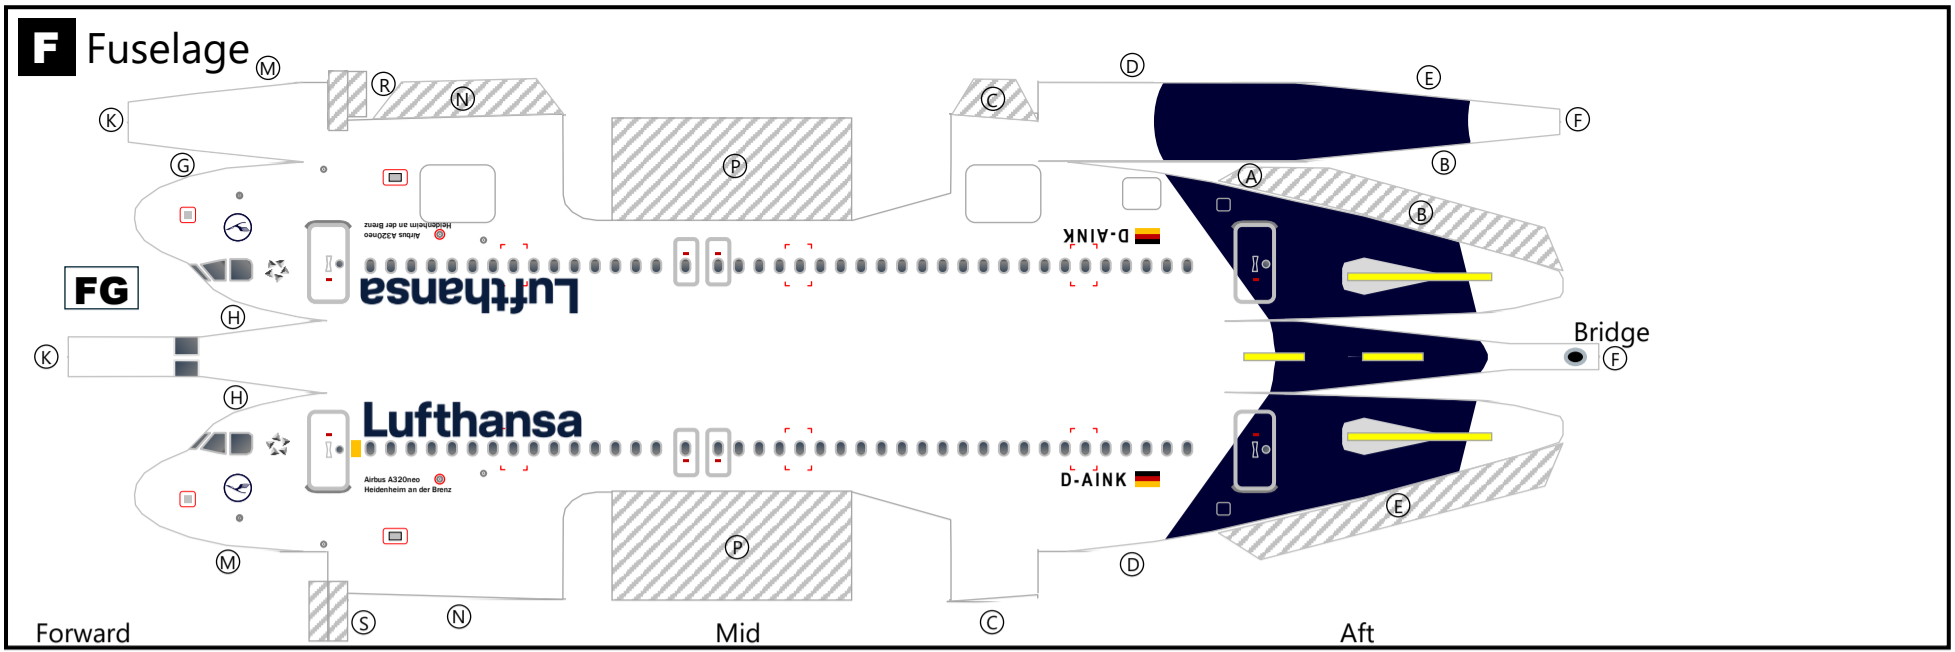 F Fuselage
M
R
N
C
D
E
K
F
G
P
A
B
B
Airbus A320neo
Heidenheim an der Brenz
D-AINK
Lufthansa
FG
H
K
Bridge
F
H
Lufthansa
Airbus A320neo
Heidenheim an der Brenz
D-AINK
E
M
P
D
S
N
C
Forward
Mid
Aft